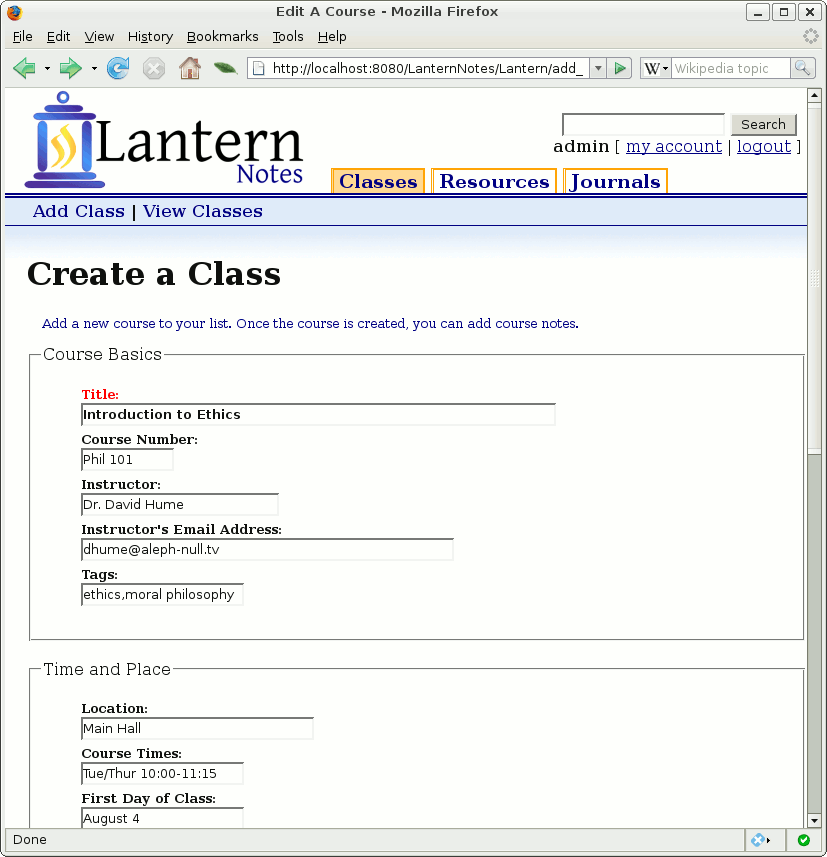 Edit A Course - Mozilla Firefox
File Edit View History Bookmarks Tools Help
http://localhost:8080/LanternNotes/Lantern/add_ W Wikipedia topic
Lantern
Notes
Search
admin [ my account | logout ]
Classes Resources Journals
Add Class | View Classes
Create a Class
Add a new course to your list. Once the course is created, you can add course notes.
Course Basics
Title:
Introduction to Ethics
Course Number:
Phil 101
Instructor:
Dr. David Hume
Instructor's Email Address:
dhume@aleph-null.tv
Tags:
ethics,moral philosophy
Time and Place
Location:
Main Hall
Course Times:
Tue/Thur 10:00-11:15
First Day of Class:
August 4
Done